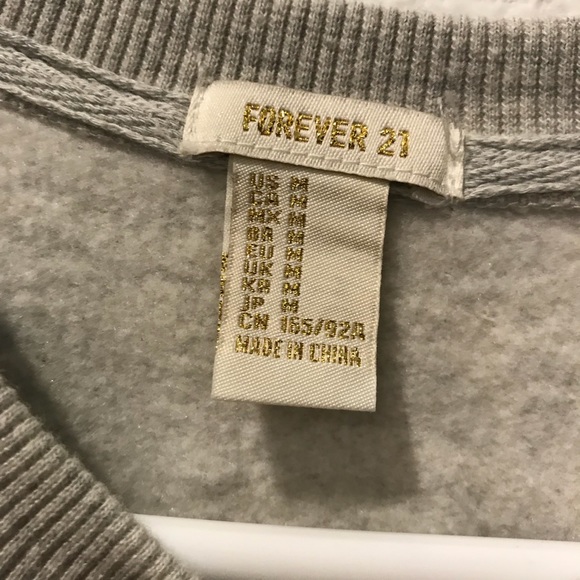 FOREVER 21
US M
CA M
MX M
BR M
EU M
UK M
KR M
JP M
CN 165/92A
MADE IN CHINA